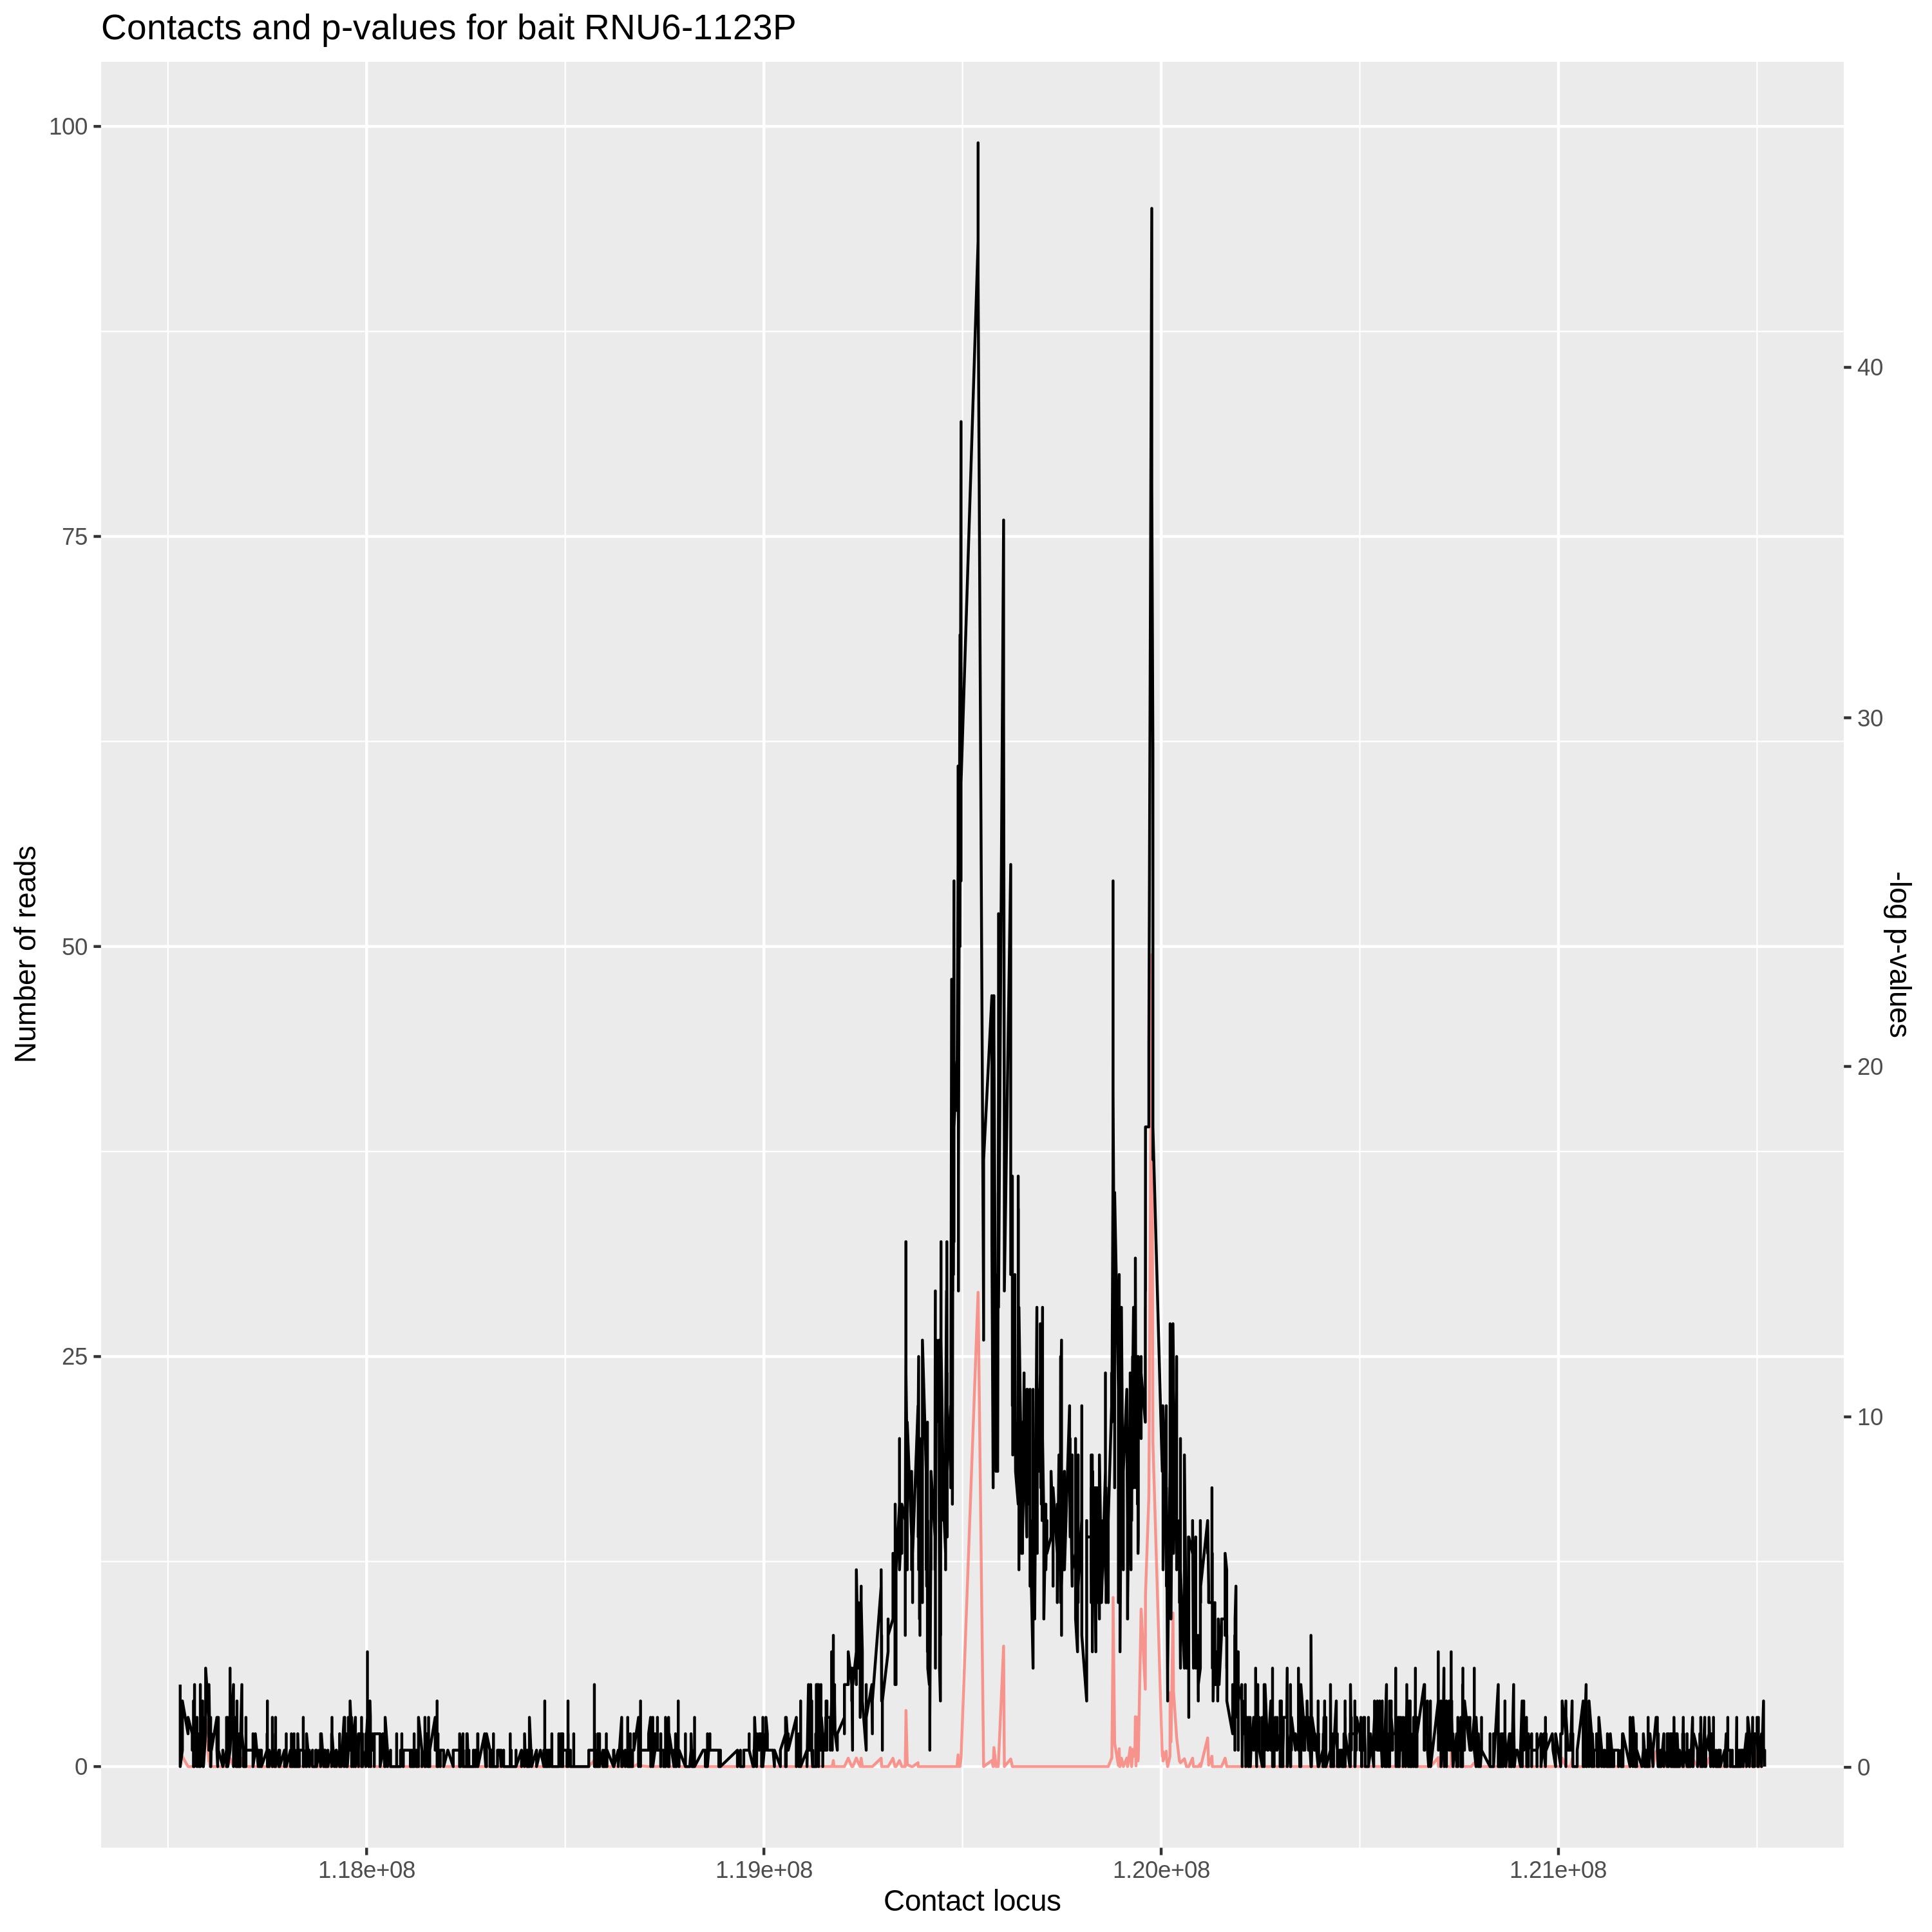 Contacts and p-values for bait RNU6-1123P
100
75
50
25
0
Number of reads
40
30
20
10
0
-log p-values
1.18e+08
1.19e+08
1.20e+08
1.21e+08
Contact locus